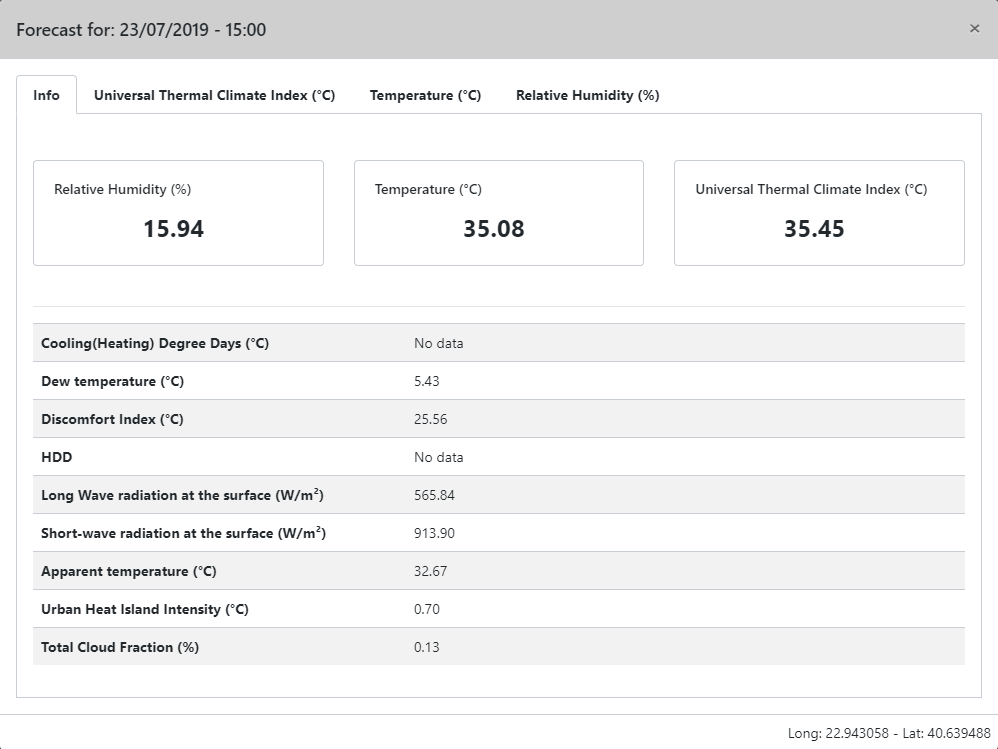 Forecast for: 23/07/2019 - 15:00 ×
Info Universal Thermal Climate Index (°C) Temperature (°C) Relative Humidity (%)
Relative Humidity (%) Temperature (°C) Universal Thermal Climate Index (°C)
15.94 35.08 35.45
Cooling(Heating) Degree Days (°C) No data
Dew temperature (°C) 5.43
Discomfort Index (°C) 25.56
HDD No data
Long Wave radiation at the surface (W/m²) 565.84
Short-wave radiation at the surface (W/m²) 913.90
Apparent temperature (°C) 32.67
Urban Heat Island Intensity (°C) 0.70
Total Cloud Fraction (%) 0.13
Long: 22.943058 - Lat: 40.639488